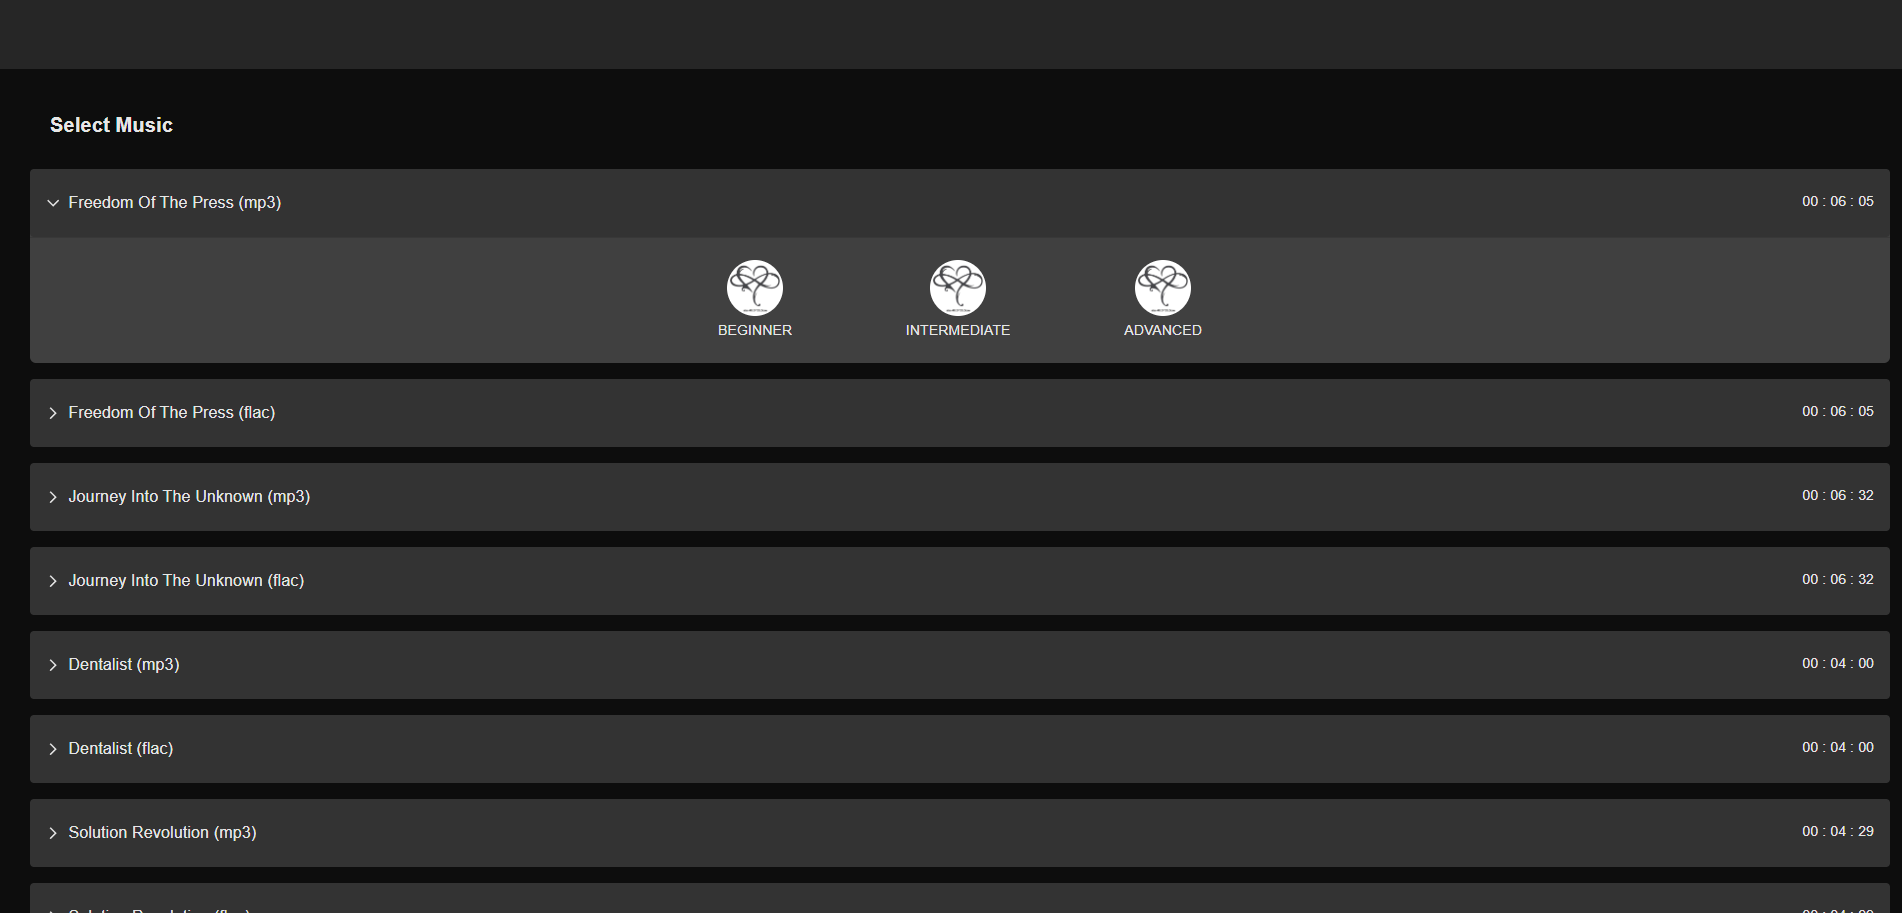 Select Music
Freedom Of The Press (mp3)
00 : 06 : 05
BEGINNER
INTERMEDIATE
ADVANCED
Freedom Of The Press (flac)
00 : 06 : 05
Journey Into The Unknown (mp3)
00 : 06 : 32
Journey Into The Unknown (flac)
00 : 06 : 32
Dentalist (mp3)
00 : 04 : 00
Dentalist (flac)
00 : 04 : 00
Solution Revolution (mp3)
00 : 04 : 29